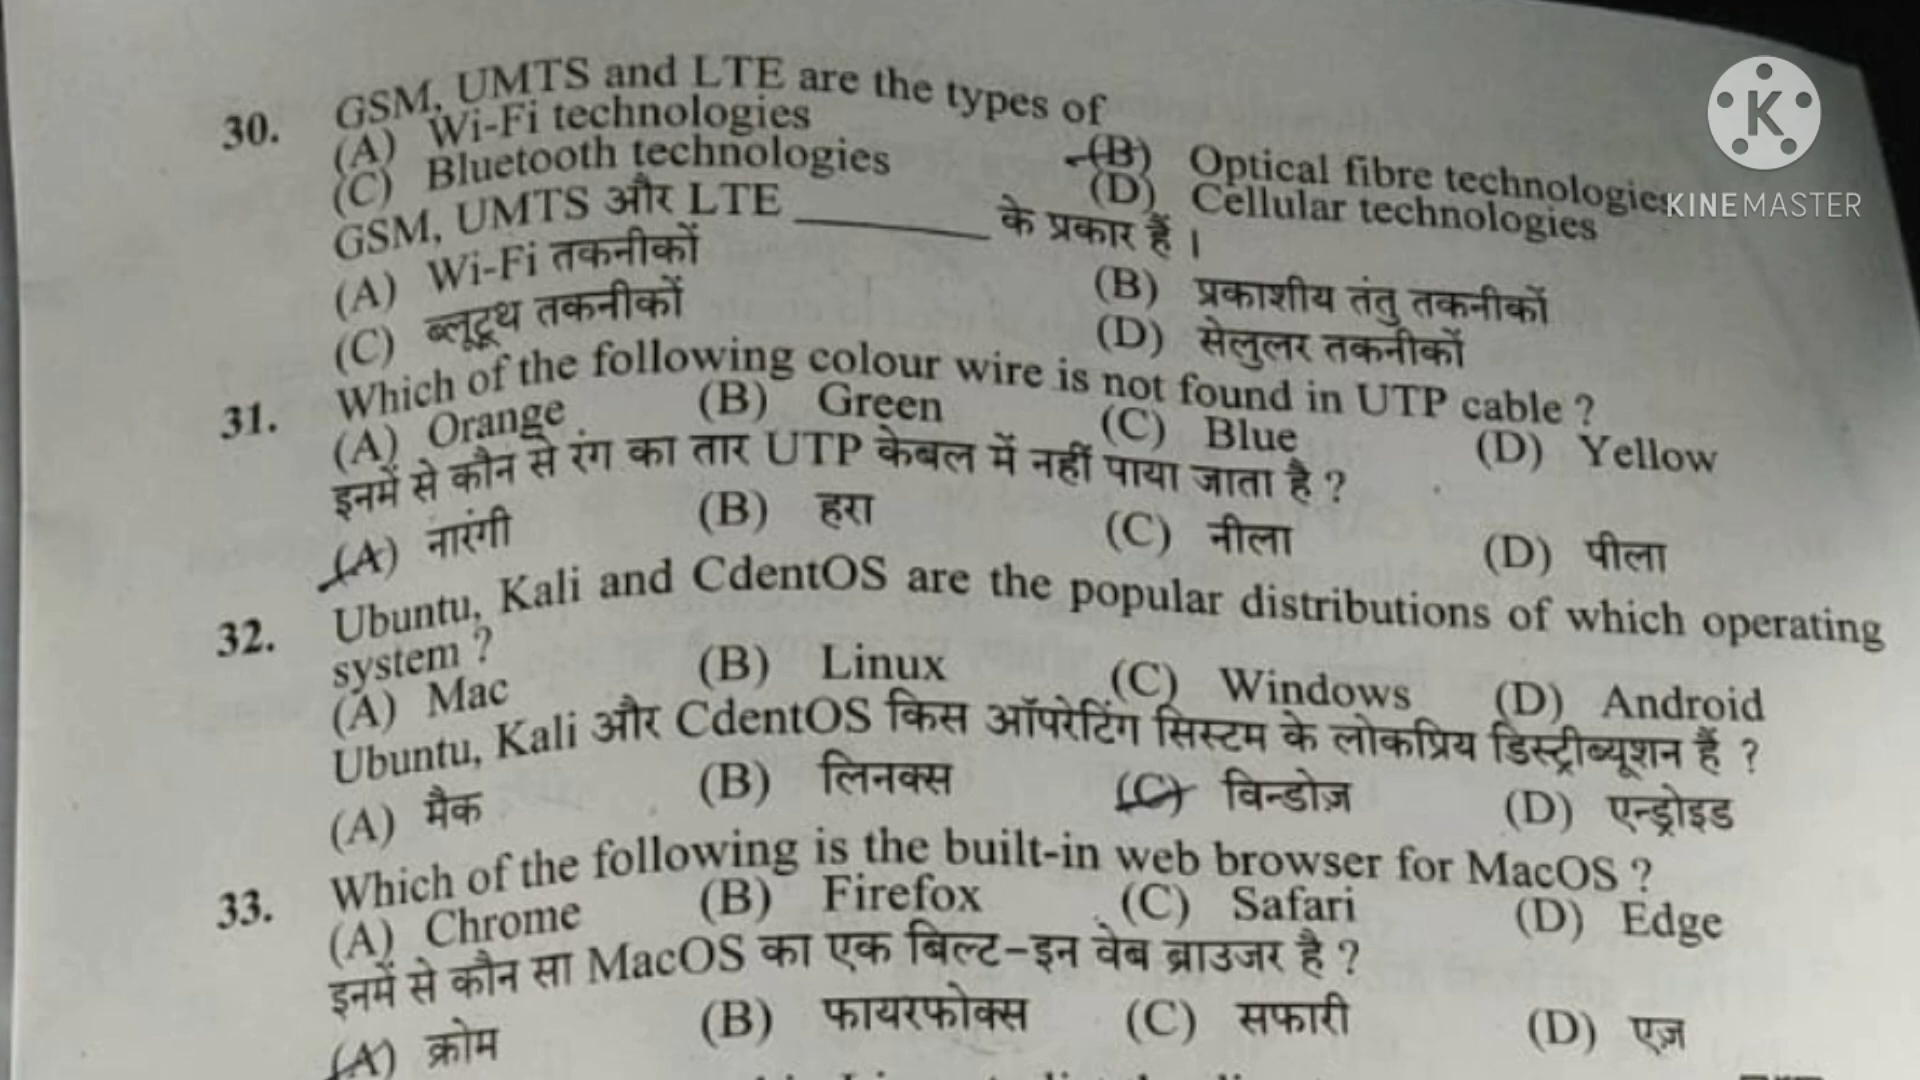 K
KINEMASTER
30. GSM, UMTS and LTE are the types of
(A) Wi-Fi technologies (B) Optical fibre technologies
(C) Bluetooth technologies (D) Cellular technologies
GSM, UMTS और LTE __________ के प्रकार हैं ।
(A) Wi-Fi तकनीकों (B) प्रकाशीय तंतु तकनीकों
(C) ब्लूटूथ तकनीकों (D) सेलुलर तकनीकों
31. Which of the following colour wire is not found in UTP cable ?
(A) Orange (B) Green (C) Blue (D) Yellow
इनमें से कौन से रंग का तार UTP केबल में नहीं पाया जाता है ?
(A) नारंगी (B) हरा (C) नीला (D) पीला
32. Ubuntu, Kali and CdentOS are the popular distributions of which operating
system ?
(A) Mac (B) Linux (C) Windows (D) Android
Ubuntu, Kali और CdentOS किस ऑपरेटिंग सिस्टम के लोकप्रिय डिस्ट्रीब्यूशन हैं ?
(A) मैक (B) लिनक्स (C) विन्डोज़ (D) एन्ड्रोइड
33. Which of the following is the built-in web browser for MacOS ?
(A) Chrome (B) Firefox (C) Safari (D) Edge
इनमें से कौन सा MacOS का एक बिल्ट-इन वेब ब्राउजर है ?
(A) क्रोम (B) फायरफोक्स (C) सफारी (D) एज़